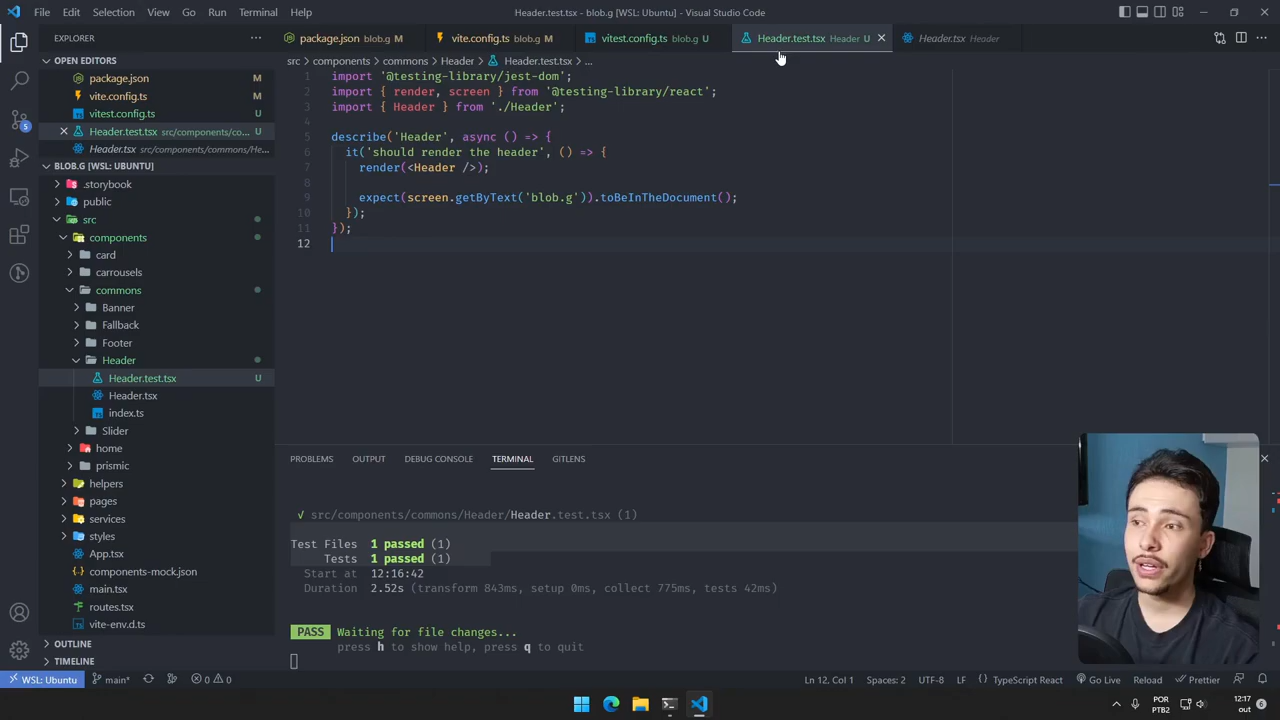 File Edit Selection View Go Run Terminal Help
Header.test.tsx - blob.g [WSL: Ubuntu] - Visual Studio Code
EXPLORER
OPEN EDITORS
package.json
vite.config.ts
vitest.config.ts
Header.test.tsx src/components/co... U
Header.tsx src/components/commons/He...
BLOB.G [WSL: UBUNTU]
.storybook
public
src
components
card
carrousels
commons
Banner
Fallback
Footer
Header
Header.test.tsx U
Header.tsx
index.ts
Slider
home
prismic
helpers
pages
services
styles
App.tsx
components-mock.json
main.tsx
routes.tsx
vite-env.d.ts
OUTLINE
TIMELINE
package.json blob.g M
vite.config.ts blob.g M
vitest.config.ts blob.g U
Header.test.tsx Header U
Header.tsx Header
src > components > commons > Header > Header.test.tsx > ...
1 import '@testing-library/jest-dom';
2 import { render, screen } from '@testing-library/react';
3 import { Header } from './Header';
4
5 describe('Header', async () => {
6 it('should render the header', () => {
7 render(<Header />);
8
9 expect(screen.getByText('blob.g')).toBeInTheDocument();
10 });
11 });
12
PROBLEMS OUTPUT DEBUG CONSOLE TERMINAL GITLENS
√ src/components/commons/Header/Header.test.tsx (1)
Test Files 1 passed (1)
Tests 1 passed (1)
Start at 12:16:42
Duration 2.52s (transform 843ms, setup 0ms, collect 775ms, tests 42ms)
PASS Waiting for file changes...
press h to show help, press q to quit
WSL: Ubuntu main* 0 0 Ln 12, Col 1 Spaces: 2 UTF-8 LF TypeScript React Go Live Reload Prettier
POR
PTB2
12:17
out
5
M
M
U